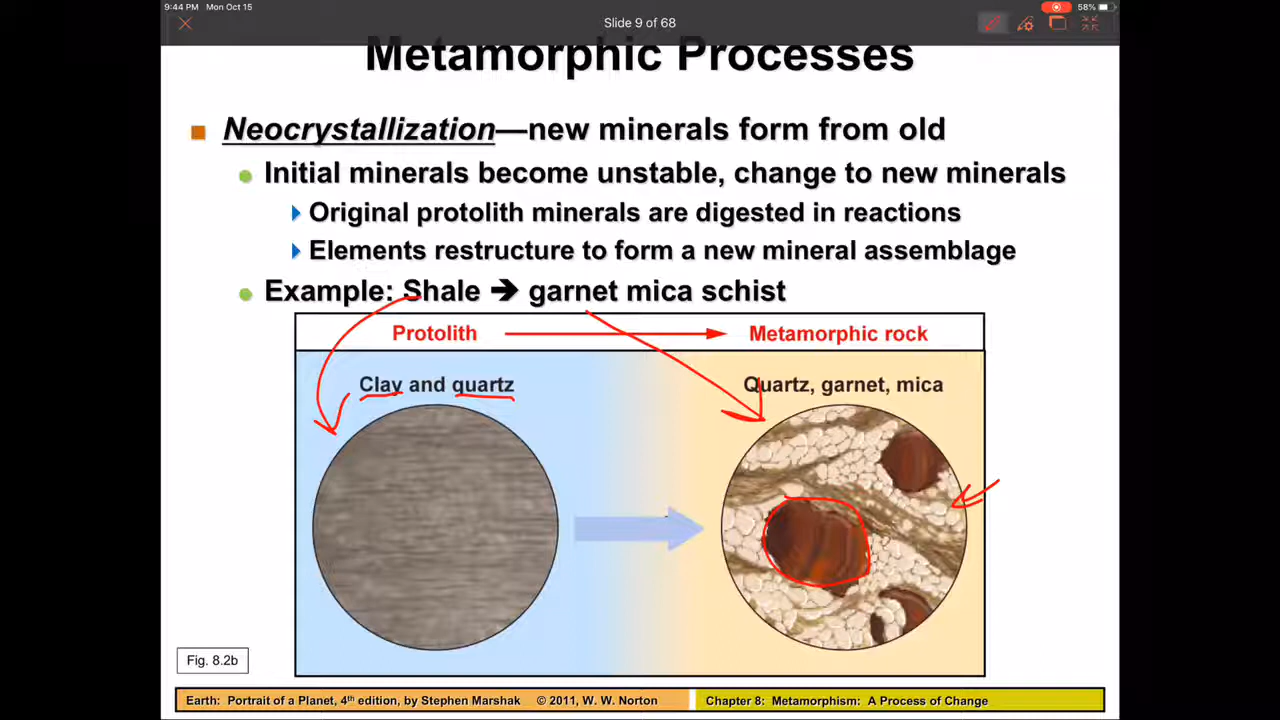 9:44 PM Mon Oct 15
58%
Slide 9 of 68
Metamorphic Processes
Neocrystallization—new minerals form from old
Initial minerals become unstable, change to new minerals
Original protolith minerals are digested in reactions
Elements restructure to form a new mineral assemblage
Example: Shale ➔ garnet mica schist
Protolith
Metamorphic rock
Clay and quartz
Quartz, garnet, mica
Fig. 8.2b
Earth: Portrait of a Planet, 4th edition, by Stephen Marshak © 2011, W. W. Norton
Chapter 8: Metamorphism: A Process of Change